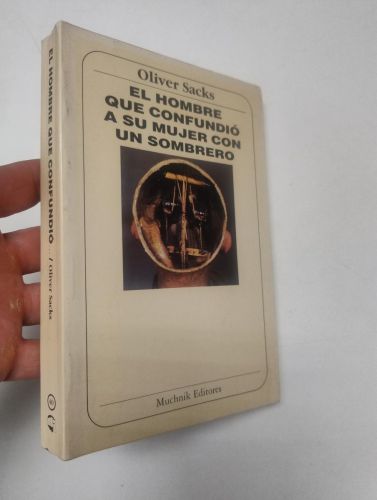 Oliver Sacks
EL HOMBRE
QUE CONFUNDIÓ
A SU MUJER CON
UN SOMBRERO
Muchnik Editores
EL HOMBRE QUE CONFUNDIÓ... / Oliver Sacks